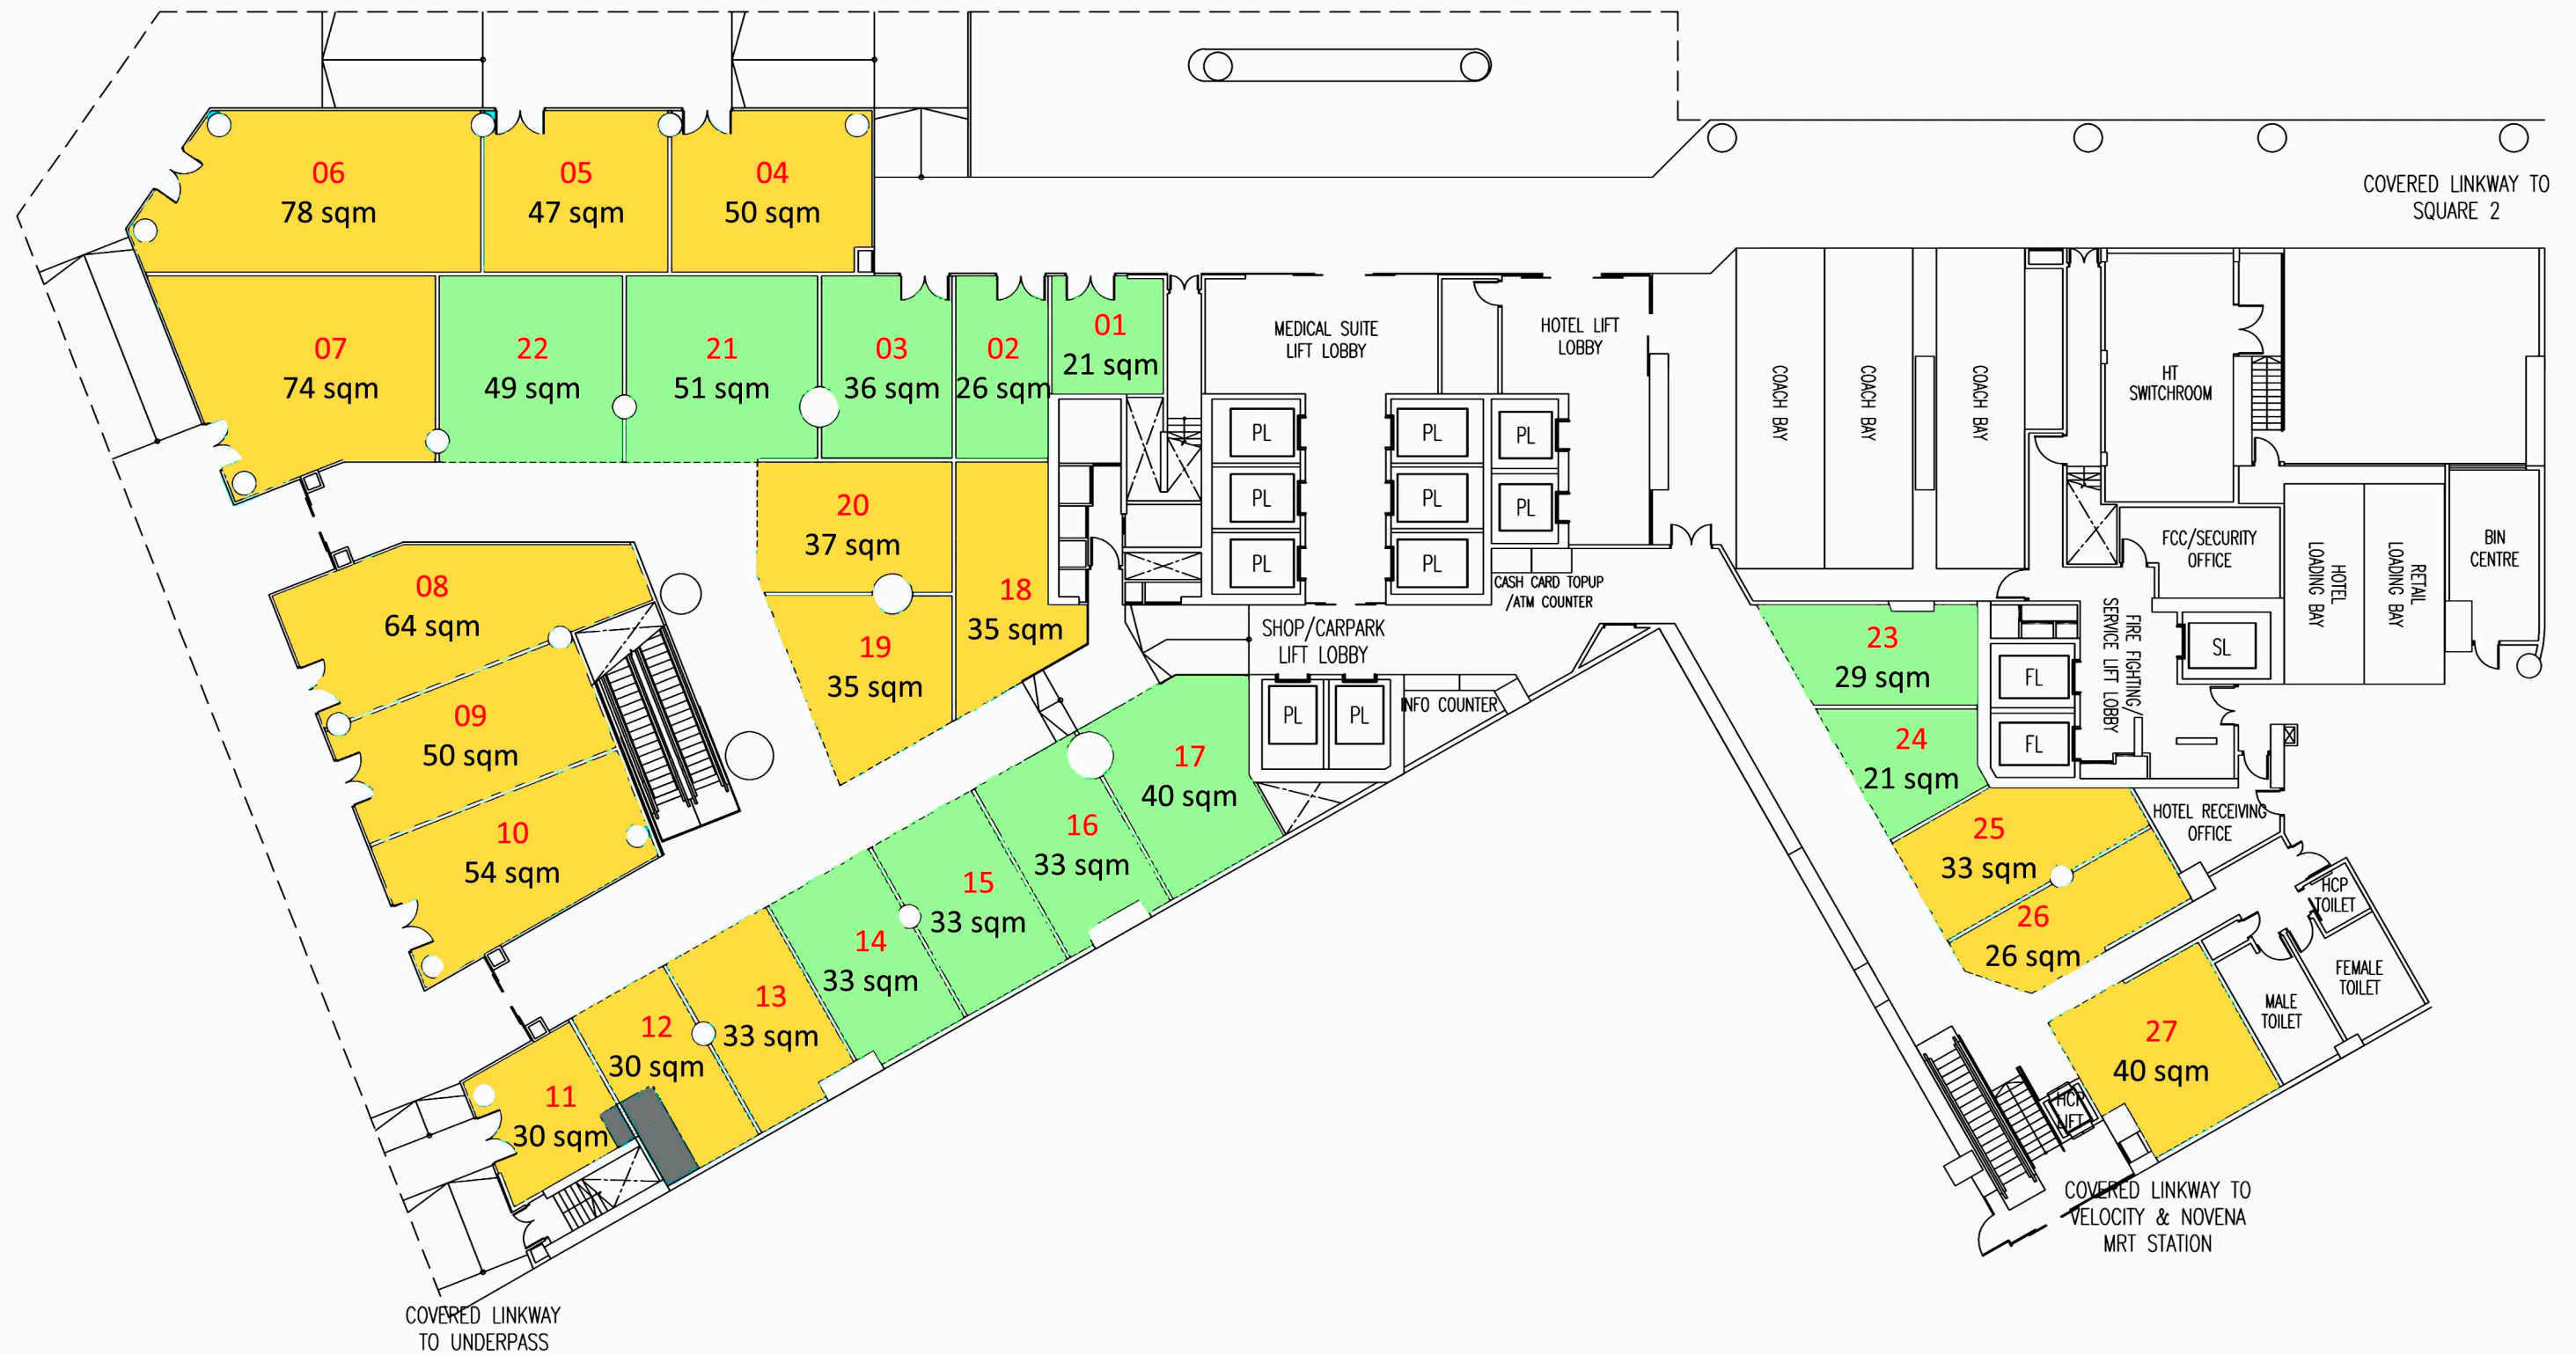 COVERED LINKWAY TO
SQUARE 2
06
78 sqm
05
47 sqm
04
50 sqm
07
74 sqm
22
49 sqm
21
51 sqm
03
36 sqm
02
26 sqm
01
21 sqm
MEDICAL SUITE
LIFT LOBBY
HOTEL LIFT
LOBBY
COACH BAY
COACH BAY
COACH BAY
HT
SWITCHROOM
PL
PL
PL
PL
PL
PL
PL
PL
20
37 sqm
18
35 sqm
19
35 sqm
08
64 sqm
09
50 sqm
10
54 sqm
CASH CARD TOPUP
/ATM COUNTER
SHOP/CARPARK
LIFT LOBBY
PL
PL
INFO COUNTER
FCC/SECURITY
OFFICE
HOTEL
LOADING BAY
RETAIL
LOADING BAY
BIN
CENTRE
FIRE FIGHTING/
SERVICE LIFT LOBBY
SL
FL
FL
23
29 sqm
24
21 sqm
25
33 sqm
26
26 sqm
27
40 sqm
HOTEL RECEIVING
OFFICE
HCP
TOILET
FEMALE
TOILET
MALE
TOILET
17
40 sqm
16
33 sqm
15
33 sqm
14
33 sqm
13
33 sqm
12
30 sqm
11
30 sqm
HCP
LIFT
COVERED LINKWAY TO
VELOCITY & NOVENA
MRT STATION
COVERED LINKWAY
TO UNDERPASS